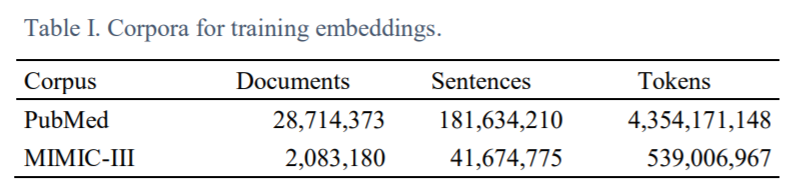 Table I. Corpora for training embeddings.
Corpus Documents Sentences Tokens
PubMed 28,714,373 181,634,210 4,354,171,148
MIMIC-III 2,083,180 41,674,775 539,006,967